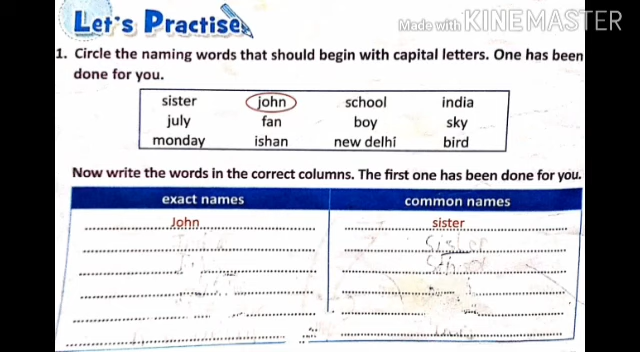 Let's Practise
Made with KINEMASTER
1. Circle the naming words that should begin with capital letters. One has been
done for you.
sister john school india
july fan boy sky
monday ishan new delhi bird
Now write the words in the correct columns. The first one has been done for you.
exact names common names
John sister
Sister